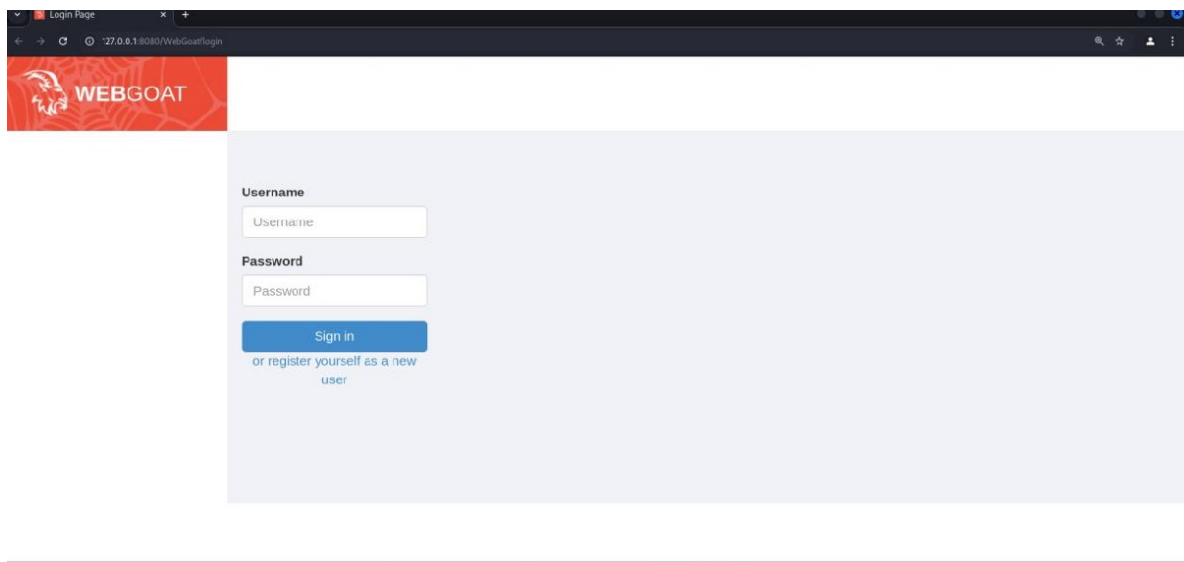 Login Page
127.0.0.1:8080/WebGoat/login
WEBGOAT
Username
Username
Password
Password
Sign in
or register yourself as a new
user